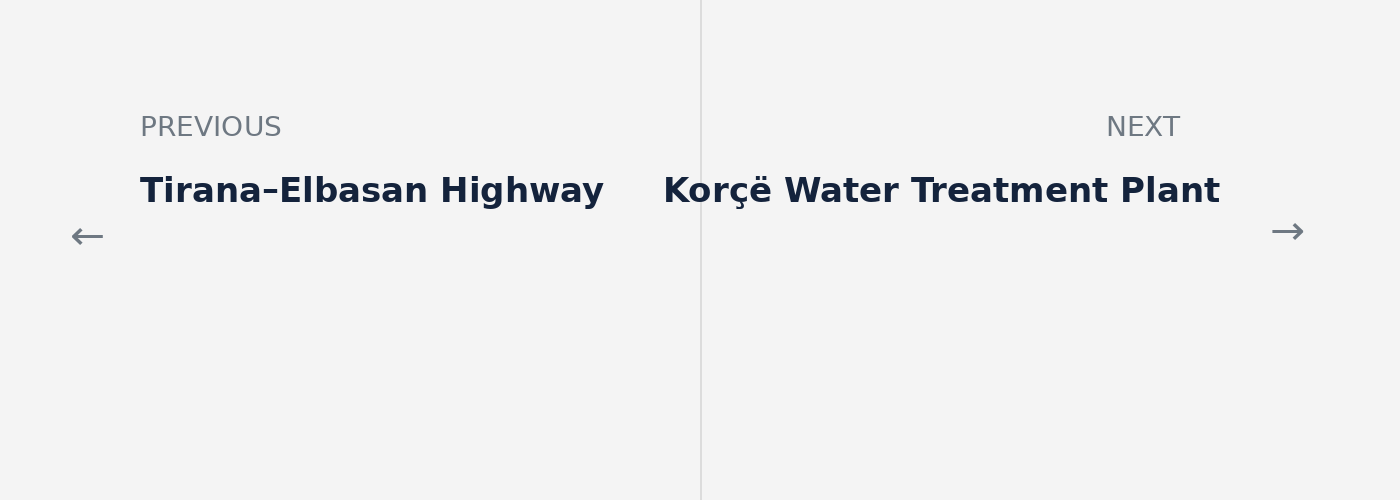 PREVIOUS
Tirana–Elbasan Highway
←
NEXT
Korçë Water Treatment Plant
→